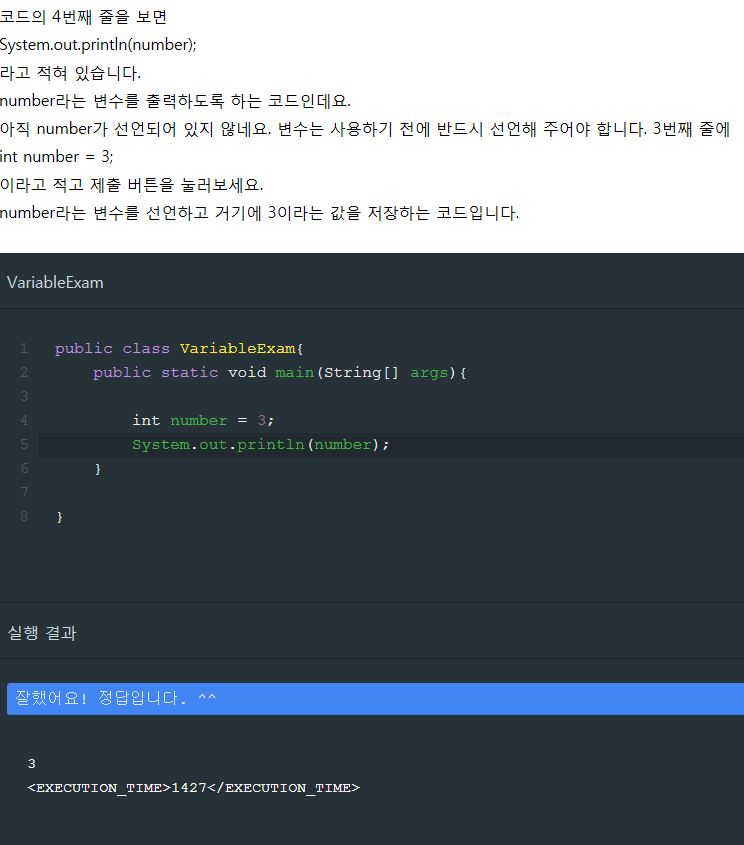 코드의 4번째 줄을 보면
System.out.println(number);
라고 적혀 있습니다.
number라는 변수를 출력하도록 하는 코드인데요.
아직 number가 선언되어 있지 않네요. 변수는 사용하기 전에 반드시 선언해 주어야 합니다. 3번째 줄에
int number = 3;
이라고 적고 제출 버튼을 눌러보세요.
number라는 변수를 선언하고 거기에 3이라는 값을 저장하는 코드입니다.
VariableExam
1 public class VariableExam{
2 public static void main(String[] args){
3
4 int number = 3;
5 System.out.println(number);
6 }
7
8 }
실행 결과
잘했어요! 정답입니다. ^^
3
<EXECUTION_TIME>1427</EXECUTION_TIME>